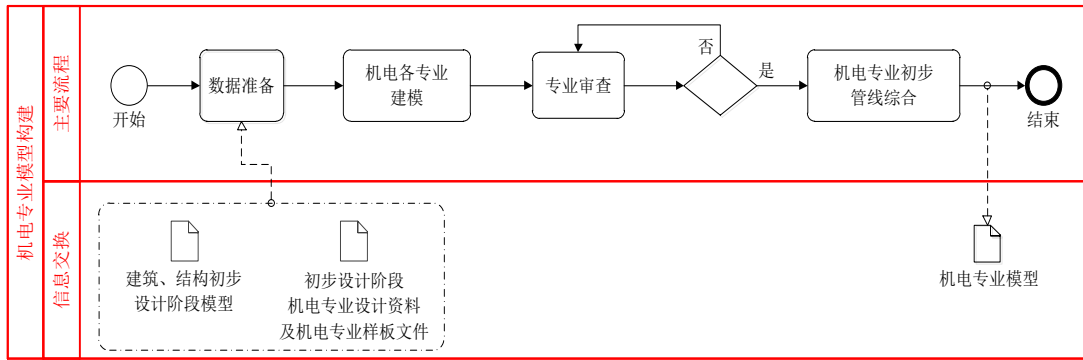 机电专业模型构建
主要流程
开始
数据准备
机电各专业
建模
专业审查
否
是
机电专业初步
管线综合
结束
信息交换
建筑、结构初步
设计阶段模型
初步设计阶段
机电专业设计资料
及机电专业样板文件
机电专业模型